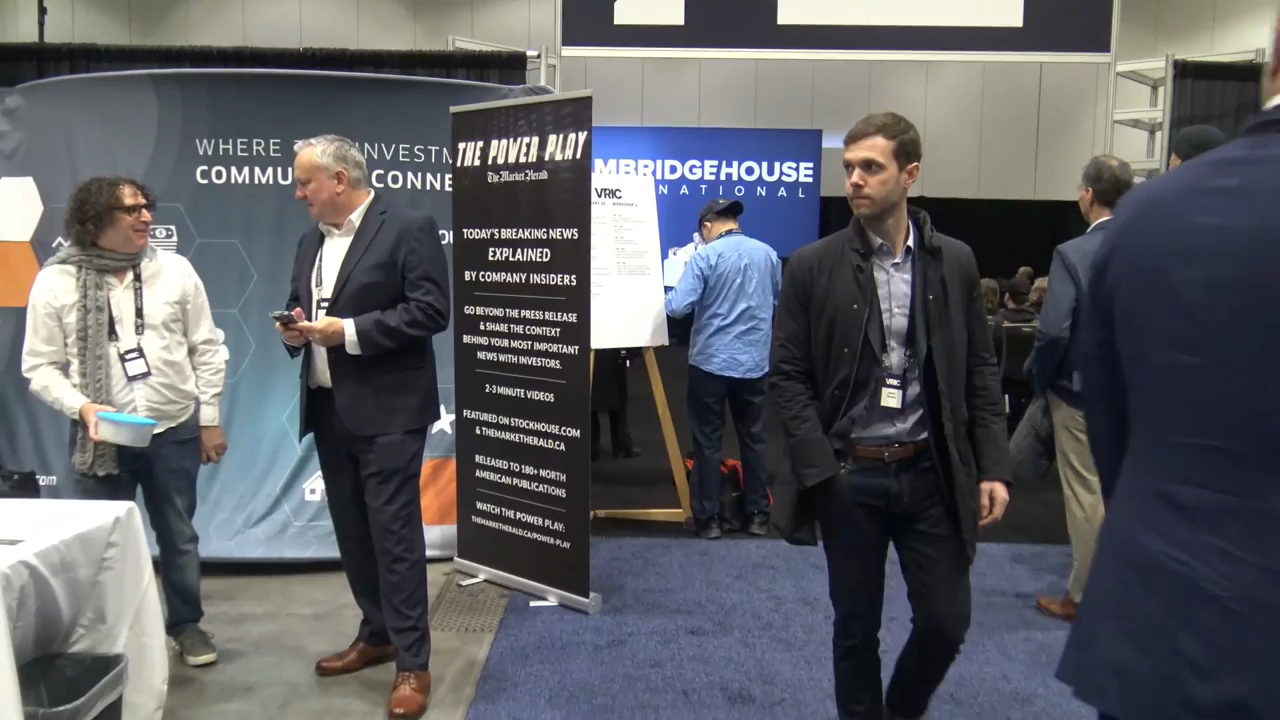 WHERE INVESTM
COMMU CONNE
.com
THE POWER PLAY
The Market Herald
TODAY'S BREAKING NEWS
EXPLAINED
BY COMPANY INSIDERS
GO BEYOND THE PRESS RELEASE
& SHARE THE CONTEXT
BEHIND YOUR MOST IMPORTANT
NEWS WITH INVESTORS.
2-3 MINUTE VIDEOS
FEATURED ON STOCKHOUSE.COM
& THEMARKETHERALD.CA
RELEASED TO 180+ NORTH
AMERICAN PUBLICATIONS
WATCH THE POWER PLAY:
THEMARKETHERALD.CA/POWER-PLAY
MBRIDGEHOUSE
NATIONAL
VRIC
VRIC